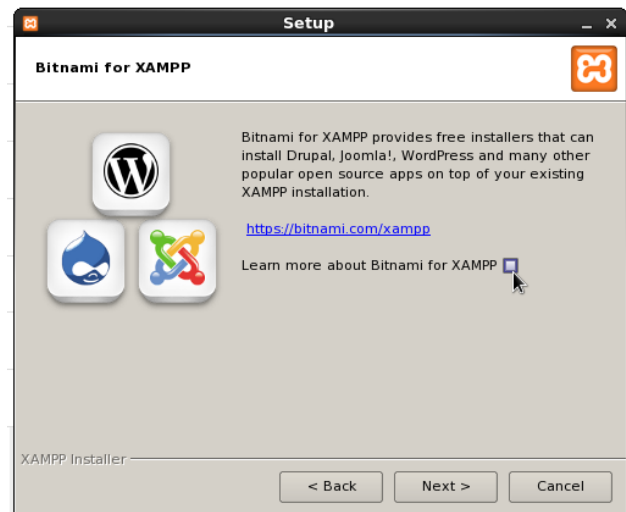 Setup
Bitnami for XAMPP
Bitnami for XAMPP provides free installers that can
install Drupal, Joomla!, WordPress and many other
popular open source apps on top of your existing
XAMPP installation.
https://bitnami.com/xampp
Learn more about Bitnami for XAMPP
XAMPP Installer
< Back
Next >
Cancel